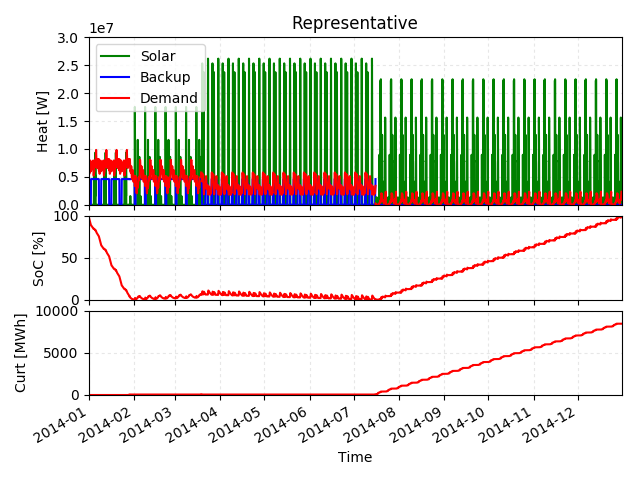 Representative
1e7
3.0
2.5
2.0
1.5
1.0
0.5
0.0
Heat [W]
Solar
Backup
Demand
100
50
0
SoC [%]
10000
5000
0
Curt [MWh]
2014-01
2014-02
2014-03
2014-04
2014-05
2014-06
2014-07
2014-08
2014-09
2014-10
2014-11
2014-12
Time